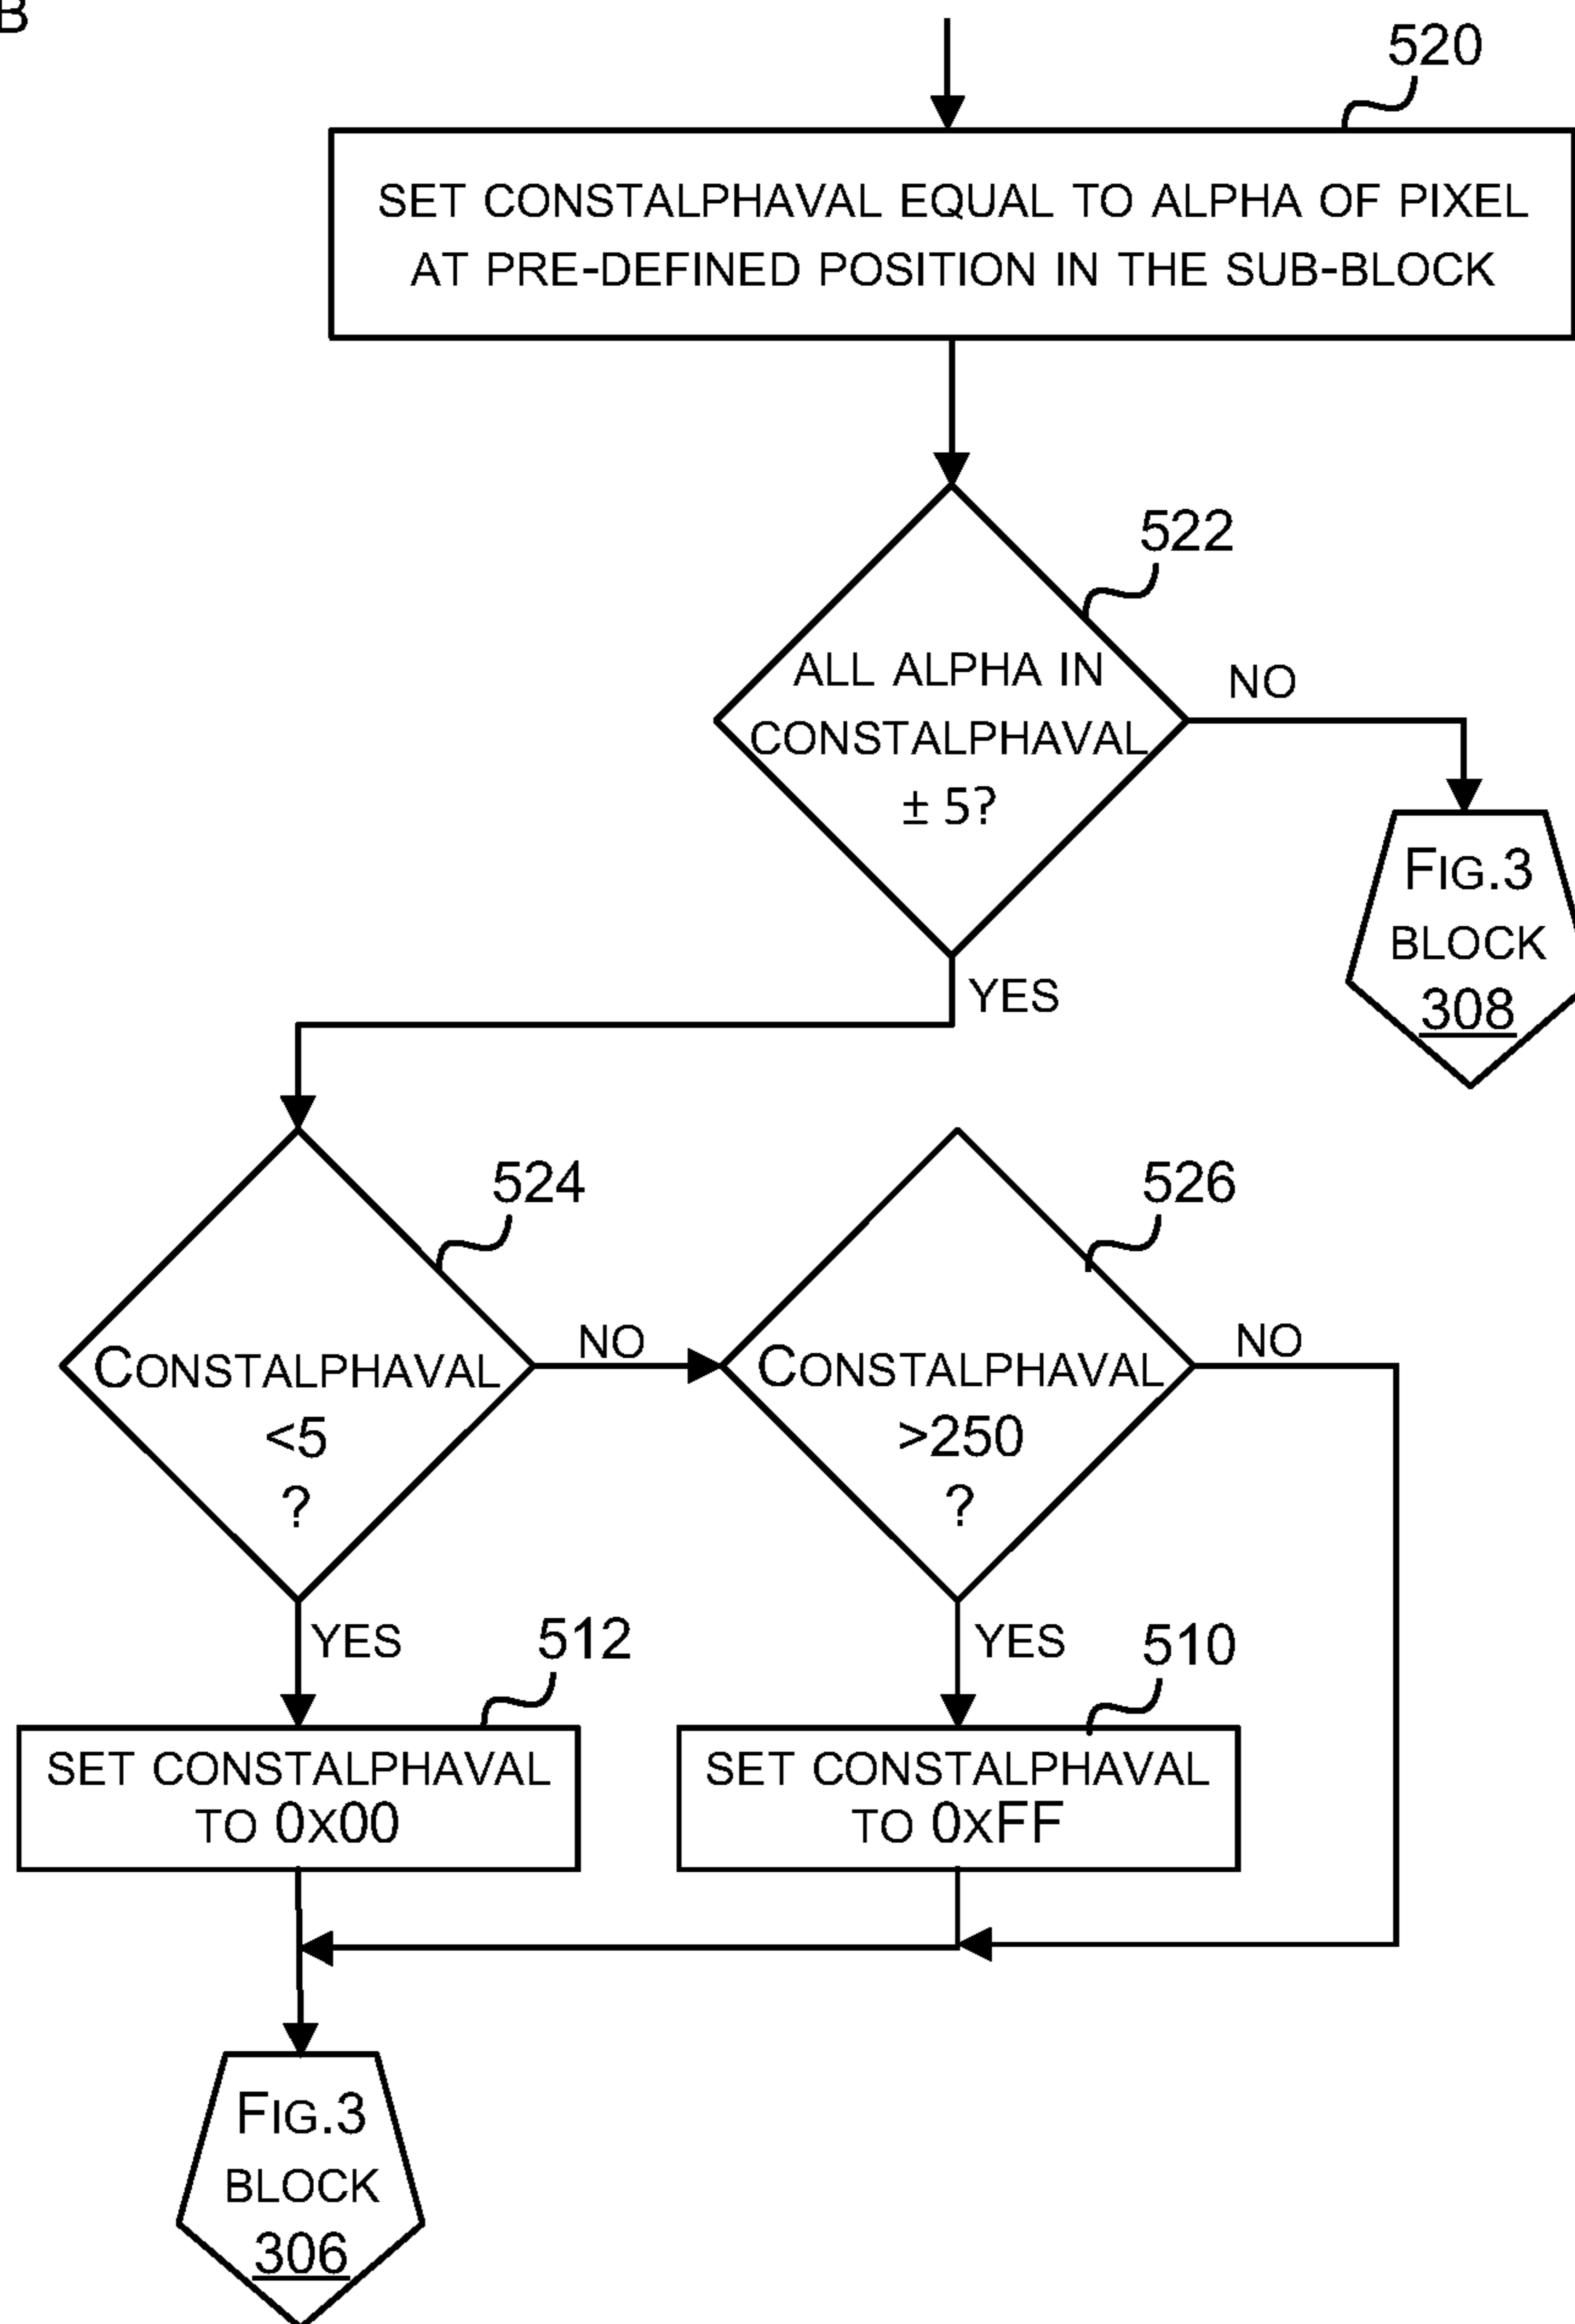 B
520
SET CONSTALPHAVAL EQUAL TO ALPHA OF PIXEL
AT PRE-DEFINED POSITION IN THE SUB-BLOCK
522
ALL ALPHA IN
CONSTALPHAVAL
± 5?
NO
FIG.3
BLOCK
308
YES
524
CONSTALPHAVAL
<5
?
NO
526
CONSTALPHAVAL
>250
?
NO
YES
512
SET CONSTALPHAVAL
TO 0X00
YES
510
SET CONSTALPHAVAL
TO 0XFF
FIG.3
BLOCK
306